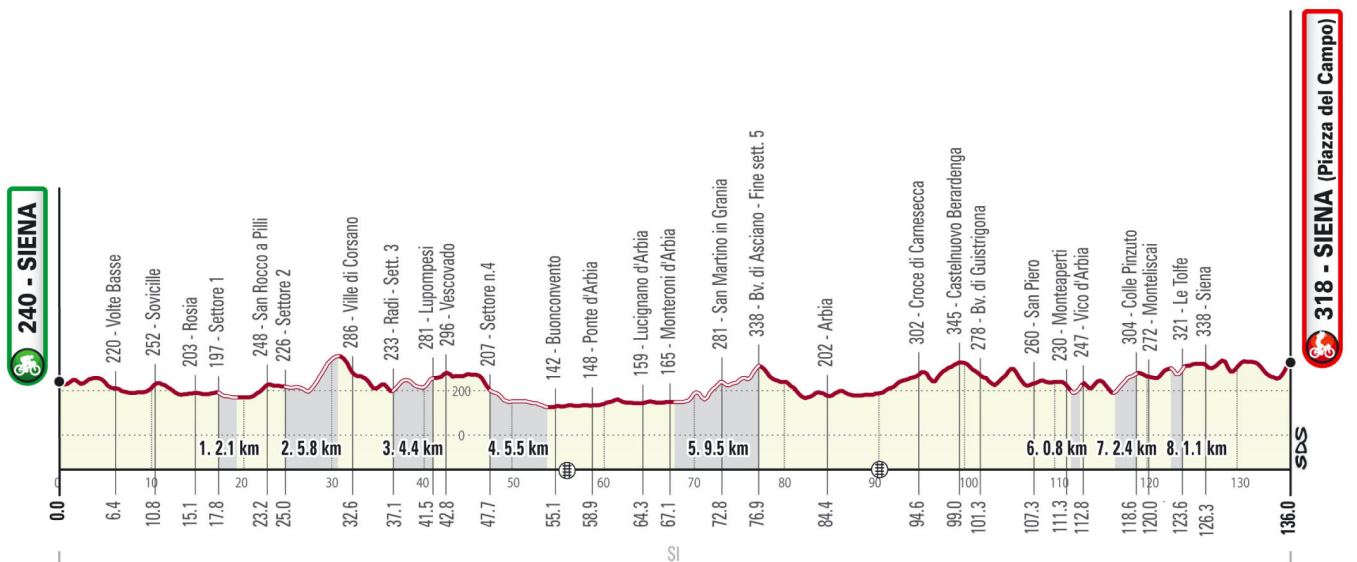 240 - SIENA
220 - Volte Basse
252 - Sovicille
203 - Rosia
197 - Settore 1
248 - San Rocco a Pilli
226 - Settore 2
286 - Ville di Corsano
233 - Radi - Sett. 3
281 - Lupompesi
296 - Vescovado
207 - Settore n.4
142 - Buonconvento
148 - Ponte d'Arbia
159 - Lucignano d'Arbia
165 - Monteroni d'Arbia
281 - San Martino in Grania
338 - Bv. di Asciano - Fine sett. 5
202 - Arbia
302 - Croce di Carnesecca
345 - Castelnuovo Berardenga
278 - Bv. di Guistrigona
260 - San Piero
230 - Monteaperti
247 - Vico d'Arbia
304 - Colle Pinzuto
272 - Monteliscai
321 - Le Tolfe
338 - Siena
318 - SIENA (Piazza del Campo)
200
0
1. 2.1 km
2. 5.8 km
3. 4.4 km
4. 5.5 km
5. 9.5 km
6. 0.8 km
7. 2.4 km
8. 1.1 km
SDS
0 10 20 30 40 50 60 70 80 90 100 110 120 130
0.0
6.4
10.8
15.1
17.8
23.2
25.0
32.6
37.1
41.5
42.8
47.7
55.1
58.9
64.3
67.1
72.8
76.9
84.4
94.6
99.0
101.3
107.3
111.3
112.8
118.6
120.0
123.6
126.3
136.0
SI